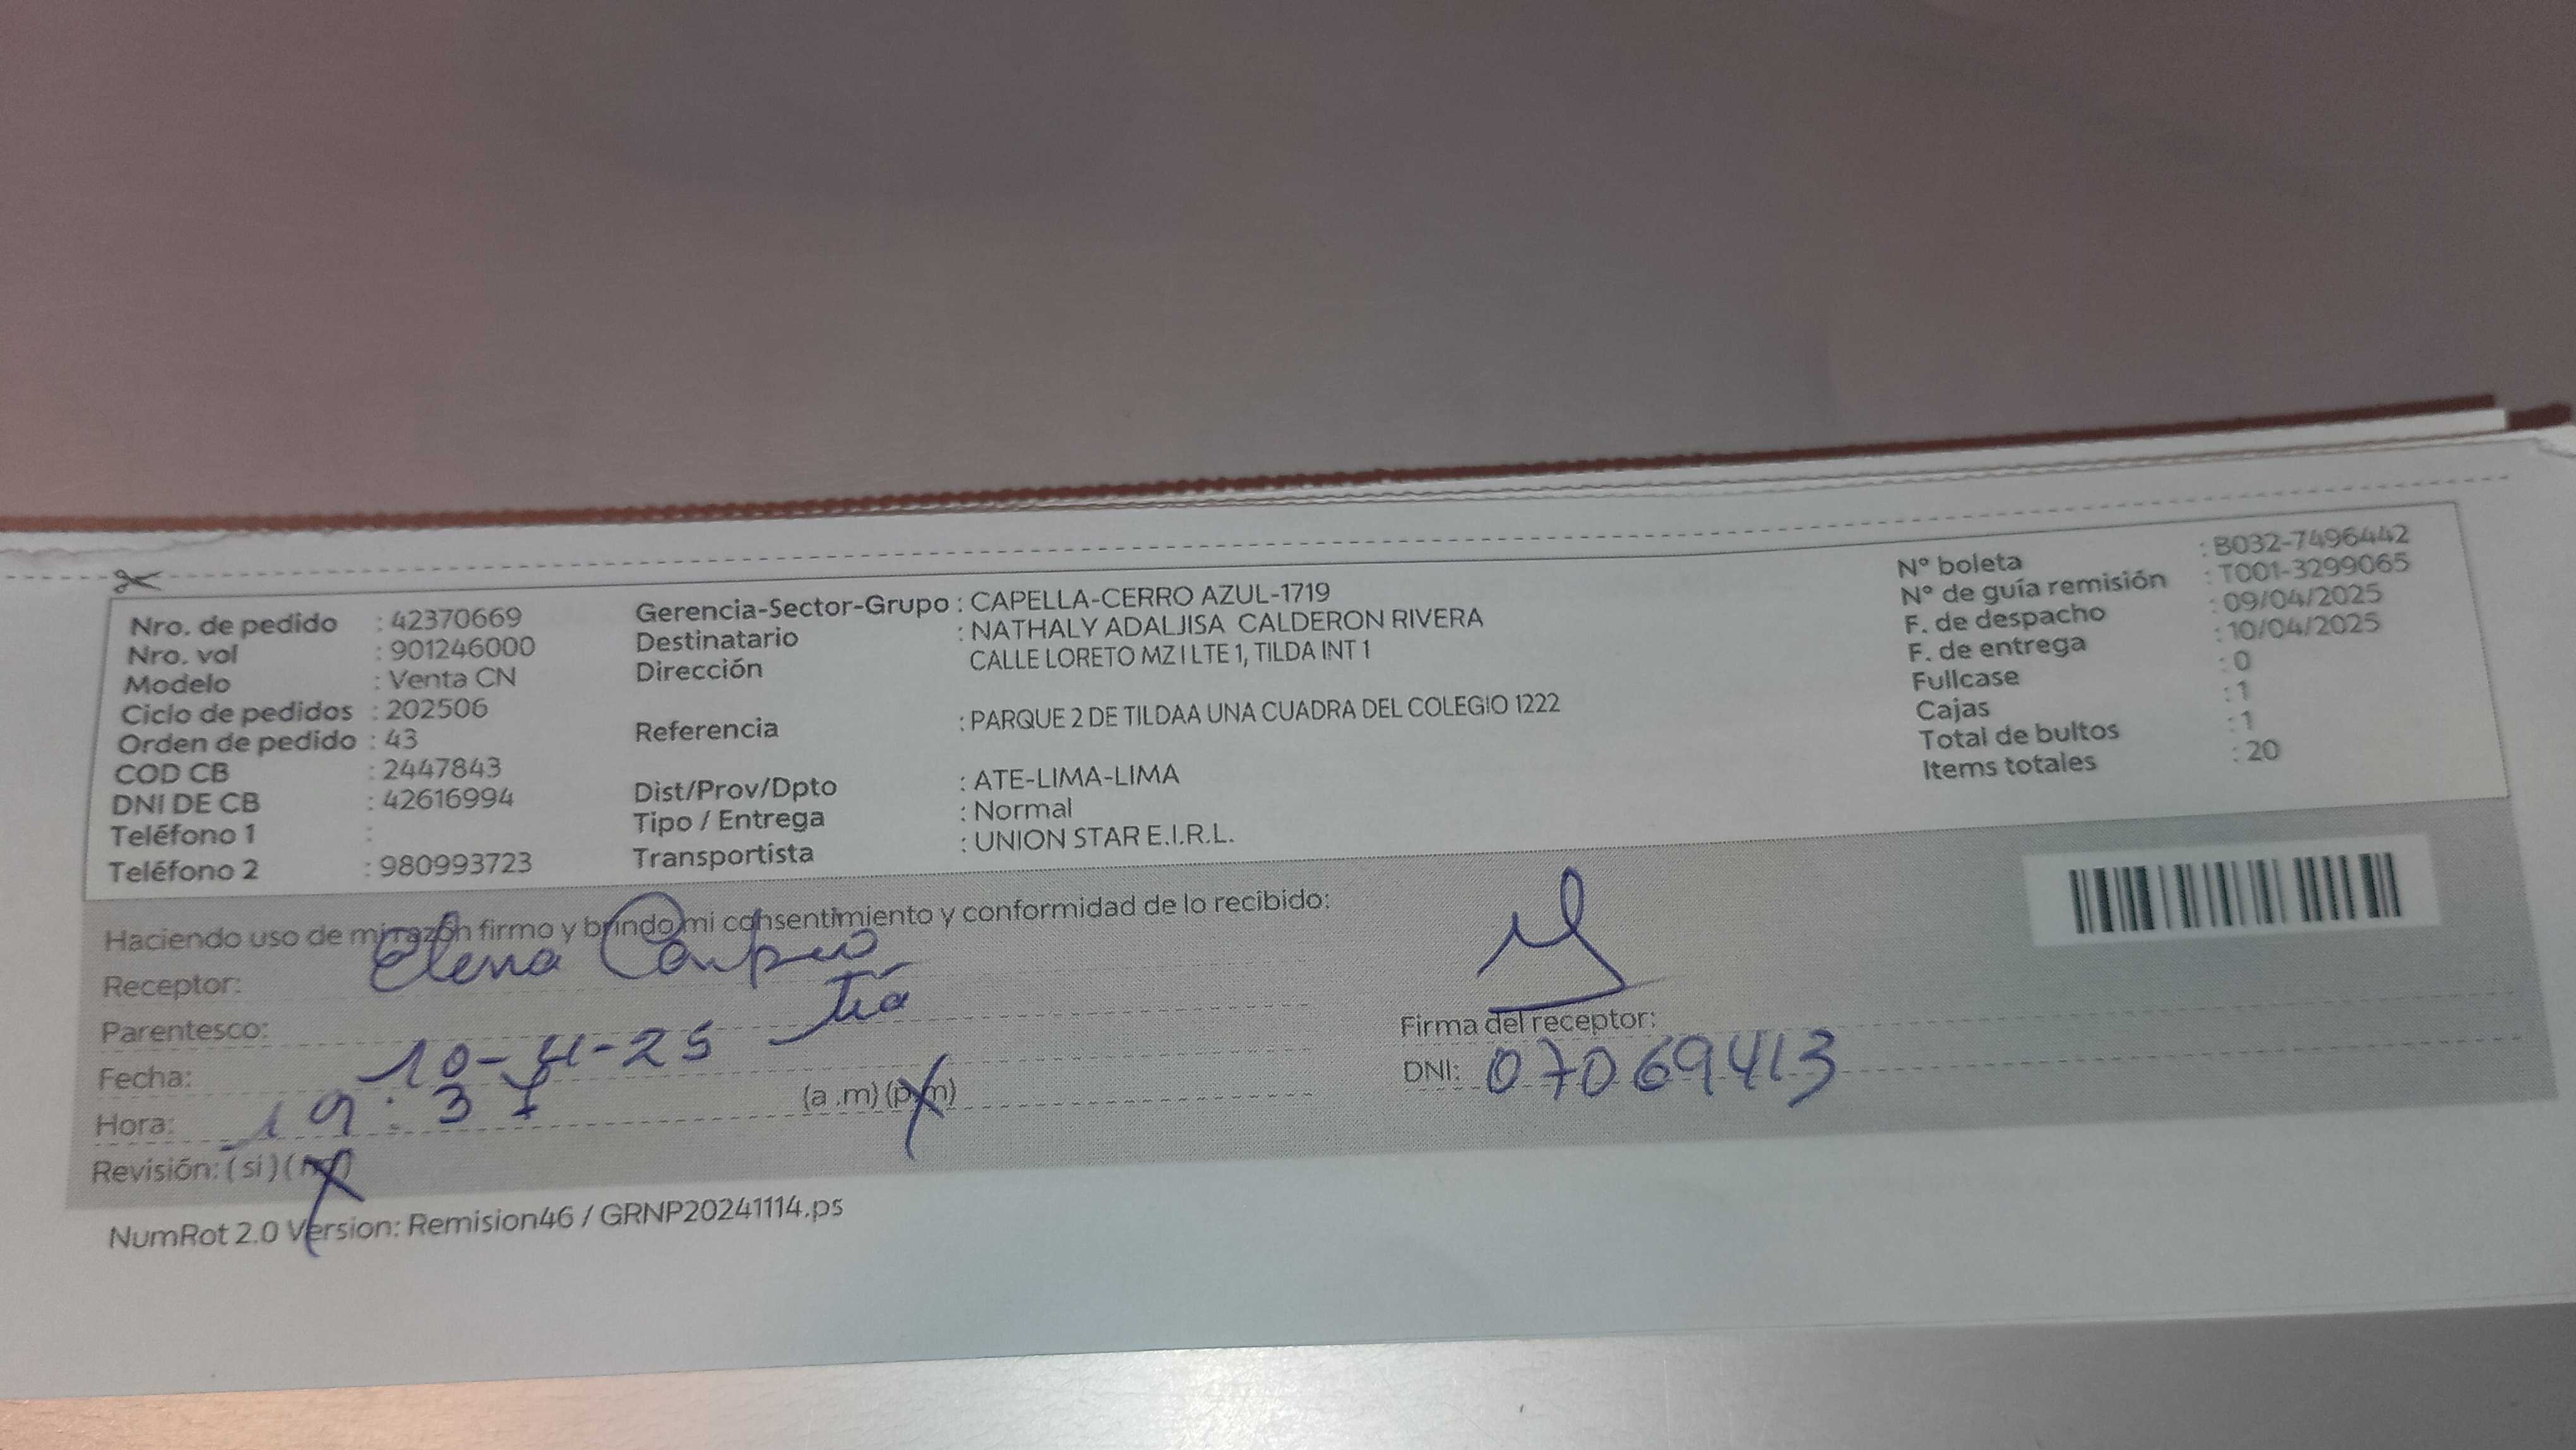 Nro. de pedido : 42370669
Nro. vol : 901246000
Modelo : Venta CN
Ciclo de pedidos : 202506
Orden de pedido : 43
COD CB : 2447843
DNI DE CB : 42616994
Teléfono 1 :
Teléfono 2 : 980993723
Gerencia-Sector-Grupo : CAPELLA-CERRO AZUL-1719
Destinatario : NATHALY ADALJISA CALDERON RIVERA
Dirección CALLE LORETO MZ I LTE 1, TILDA INT 1
Referencia : PARQUE 2 DE TILDAA UNA CUADRA DEL COLEGIO 1222
Dist/Prov/Dpto : ATE-LIMA-LIMA
Tipo / Entrega : Normal
Transportista : UNION STAR E.I.R.L.
N° boleta : B032-7496442
N° de guía remisión : T001-3299065
F. de despacho : 09/04/2025
F. de entrega : 10/04/2025
Fullcase : 0
Cajas : 1
Total de bultos : 1
Items totales : 20
Haciendo uso de mi razón firmo y brindo mi consentimiento y conformidad de lo recibido:
Receptor: Elena
Parentesco: tía
Fecha: 10-4-25
Hora: 19:37 (a.m) (p.m)
Revisión: (si) (no)
Firma del receptor:
DNI: 07069413
NumRot 2.0 Version: Remision46 / GRNP20241114.ps